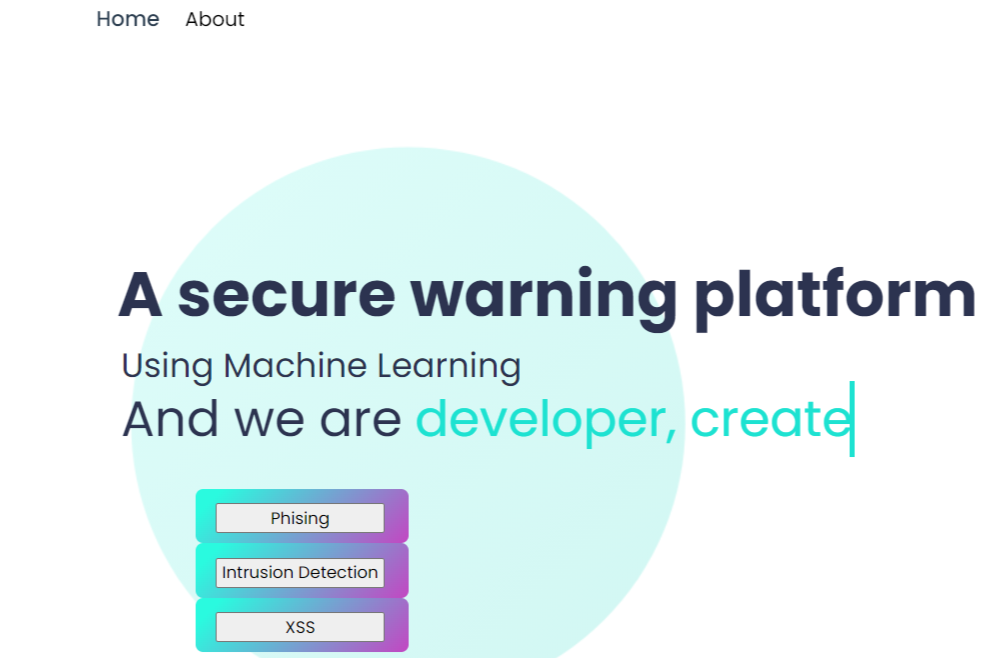 Home About
A secure warning platform
Using Machine Learning
And we are developer, create
Phising
Intrusion Detection
XSS